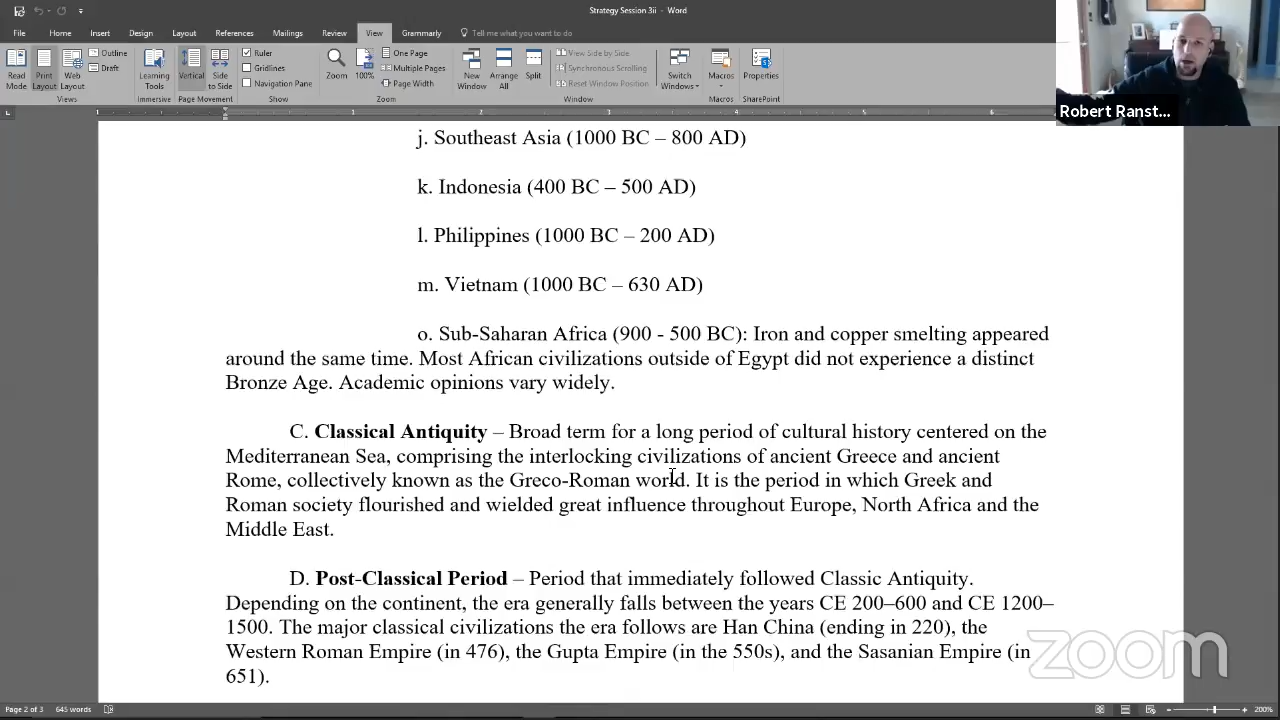 Strategy Session 3ii - Word
File Home Insert Design Layout References Mailings Review View Grammarly Tell me what you want to do
Read Mode Print Layout Web Layout Outline Draft Views
Learning Tools Immersive
Vertical Side to Side Page Movement
Ruler Gridlines Navigation Pane Show
Zoom 100% One Page Multiple Pages Page Width Zoom
New Window Arrange All Split View Side by Side Synchronous Scrolling Reset Window Position Switch Windows Window
Macros Macros
Properties SharePoint
Robert Ranst...
j. Southeast Asia (1000 BC – 800 AD)
k. Indonesia (400 BC – 500 AD)
l. Philippines (1000 BC – 200 AD)
m. Vietnam (1000 BC – 630 AD)
o. Sub-Saharan Africa (900 - 500 BC): Iron and copper smelting appeared
around the same time. Most African civilizations outside of Egypt did not experience a distinct
Bronze Age. Academic opinions vary widely.
C. Classical Antiquity – Broad term for a long period of cultural history centered on the
Mediterranean Sea, comprising the interlocking civilizations of ancient Greece and ancient
Rome, collectively known as the Greco-Roman world. It is the period in which Greek and
Roman society flourished and wielded great influence throughout Europe, North Africa and the
Middle East.
D. Post-Classical Period – Period that immediately followed Classic Antiquity.
Depending on the continent, the era generally falls between the years CE 200–600 and CE 1200–
1500. The major classical civilizations the era follows are Han China (ending in 220), the
Western Roman Empire (in 476), the Gupta Empire (in the 550s), and the Sasanian Empire (in
651).
zoom
Page 2 of 3 645 words
200%